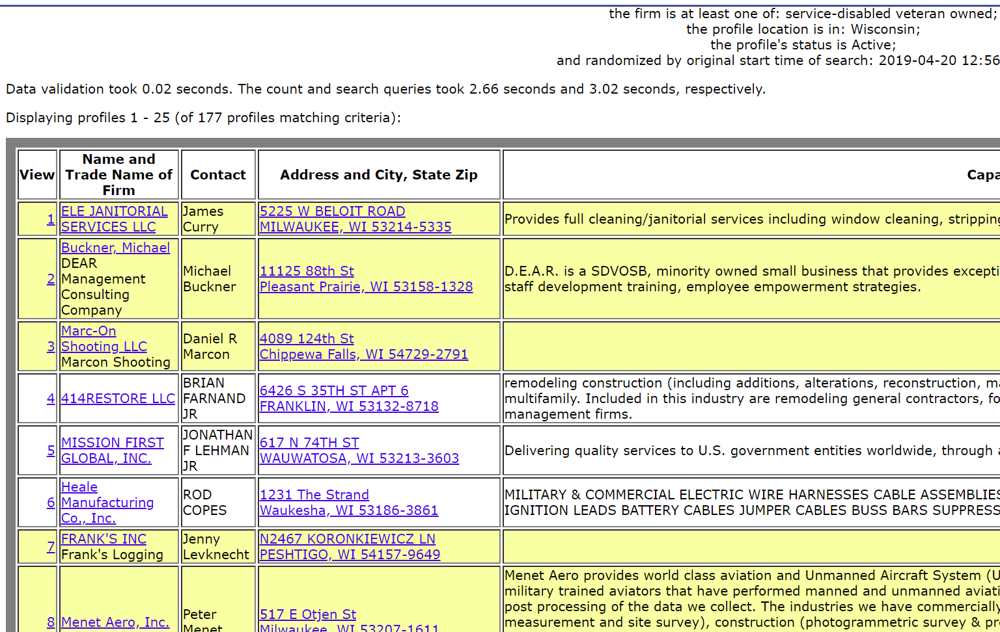 the firm is at least one of: service-disabled veteran owned;
the profile location is in: Wisconsin;
the profile's status is Active;
and randomized by original start time of search: 2019-04-20 12:56
Data validation took 0.02 seconds. The count and search queries took 2.66 seconds and 3.02 seconds, respectively.
Displaying profiles 1 - 25 (of 177 profiles matching criteria):
View
Name and
Trade Name of
Firm
Contact
Address and City, State Zip
1
ELE JANITORIAL
SERVICES LLC
James
Curry
5225 W BELOIT ROAD
MILWAUKEE, WI 53214-5335
Provides full cleaning/janitorial services including window cleaning,
2
Buckner, Michael
DEAR
Management
Consulting
Company
Michael
Buckner
11125 88th St
Pleasant Prairie, WI 53158-1328
D.E.A.R. is a SDVOSB, minority owned small business that provides
staff development training, employee empowerment strategies.
3
Marc-On
Shooting LLC
Marcon Shooting
Daniel R
Marcon
4089 124th St
Chippewa Falls, WI 54729-2791
4
414RESTORE LLC
BRIAN
FARNAND
JR
6426 S 35TH ST APT 6
FRANKLIN, WI 53132-8718
remodeling construction (including additions, alterations, reconstruction,
multifamily. Included in this industry are remodeling general contractors,
management firms.
5
MISSION FIRST
GLOBAL, INC.
JONATHAN
F LEHMAN
JR
617 N 74TH ST
WAUWATOSA, WI 53213-3603
Delivering quality services to U.S. government entities worldwide, through
6
Heale
Manufacturing
Co., Inc.
ROD
COPES
1231 The Strand
Waukesha, WI 53186-3861
MILITARY & COMMERCIAL ELECTRIC WIRE HARNESSES CABLE ASSEMBLIES
IGNITION LEADS BATTERY CABLES JUMPER CABLES BUSS BARS
7
FRANK'S INC
Frank's Logging
Jenny
Levknecht
N2467 KORONKIEWICZ LN
PESHTIGO, WI 54157-9649
8
Menet Aero, Inc.
Peter
Menet
517 E Otjen St
Milwaukee, WI 53207-1611
Menet Aero provides world class aviation and Unmanned Aircraft System
military trained aviators that have performed manned and unmanned
post processing of the data we collect. The industries we have commercially
measurement and site survey), construction (photogrammetric survey &